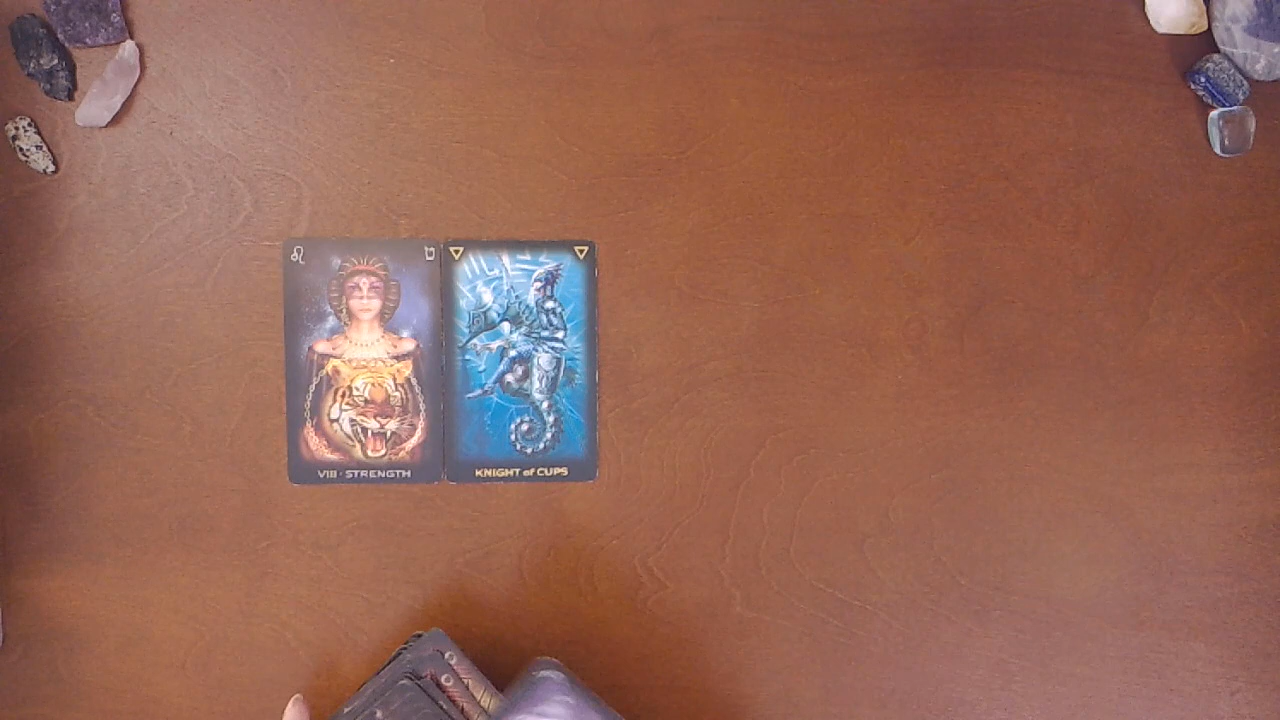 ♌ ט
VIII · STRENGTH
KNIGHT of CUPS